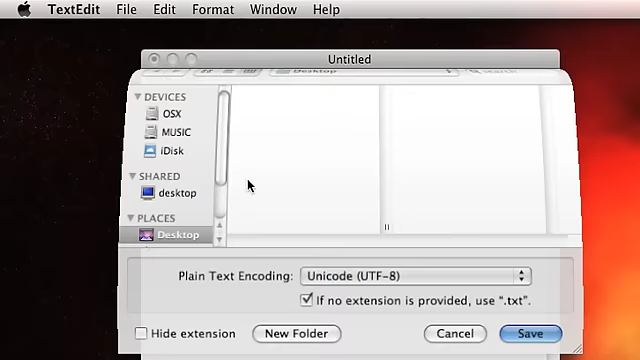 TextEdit File Edit Format Window Help
Untitled
Desktop
DEVICES
OSX
MUSIC
iDisk
SHARED
desktop
PLACES
Desktop
Plain Text Encoding: Unicode (UTF-8)
If no extension is provided, use “.txt”.
Hide extension New Folder Cancel Save